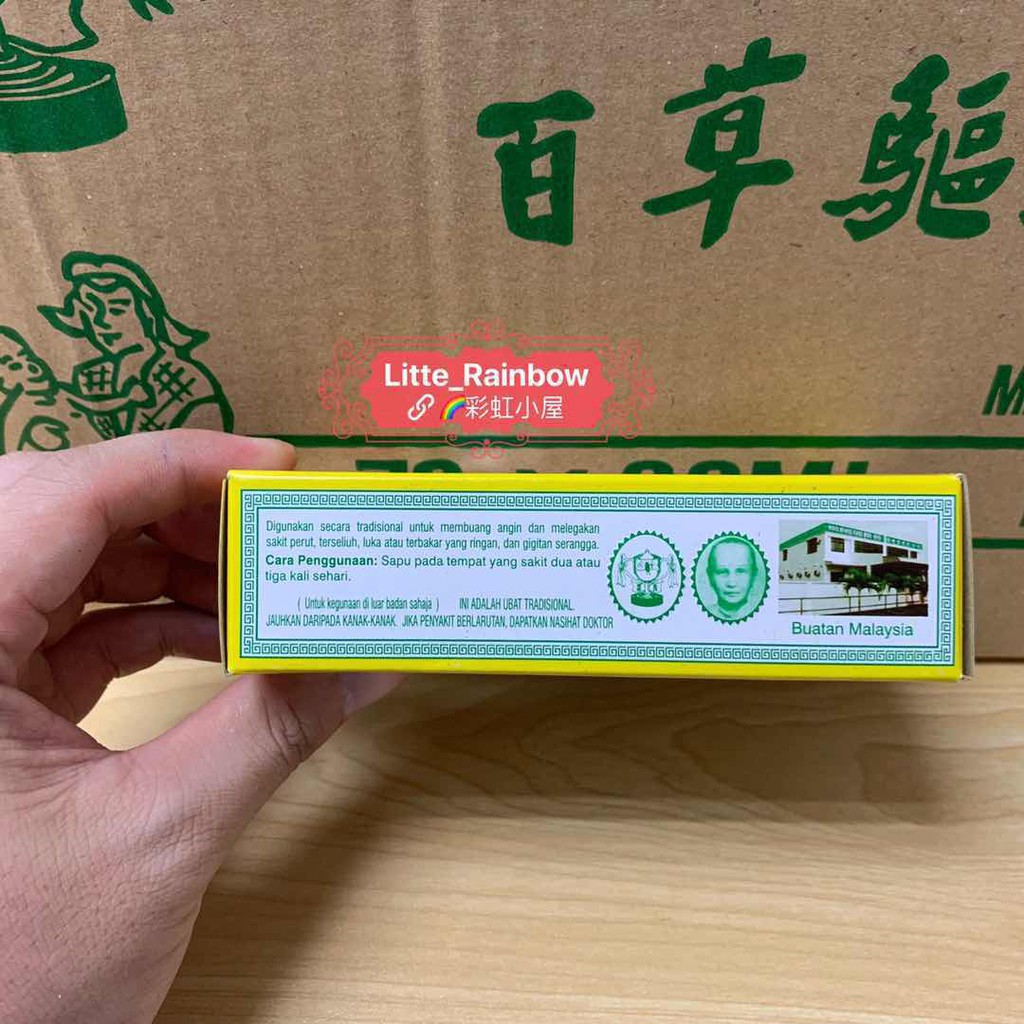 百草驅
Litte_Rainbow
🔗🌈彩虹小屋
Digunakan secara tradisional untuk membuang angin dan melegakan
sakit perut, terseliuh, luka atau terbakar yang ringan, dan gigitan serangga.
Cara Penggunaan: Sapu pada tempat yang sakit dua atau
tiga kali sehari.
( Untuk kegunaan di luar badan sahaja ) INI ADALAH UBAT TRADISIONAL.
JAUHKAN DARIPADA KANAK-KANAK. JIKA PENYAKIT BERLARUTAN, DAPATKAN NASIHAT DOKTOR
Buatan Malaysia